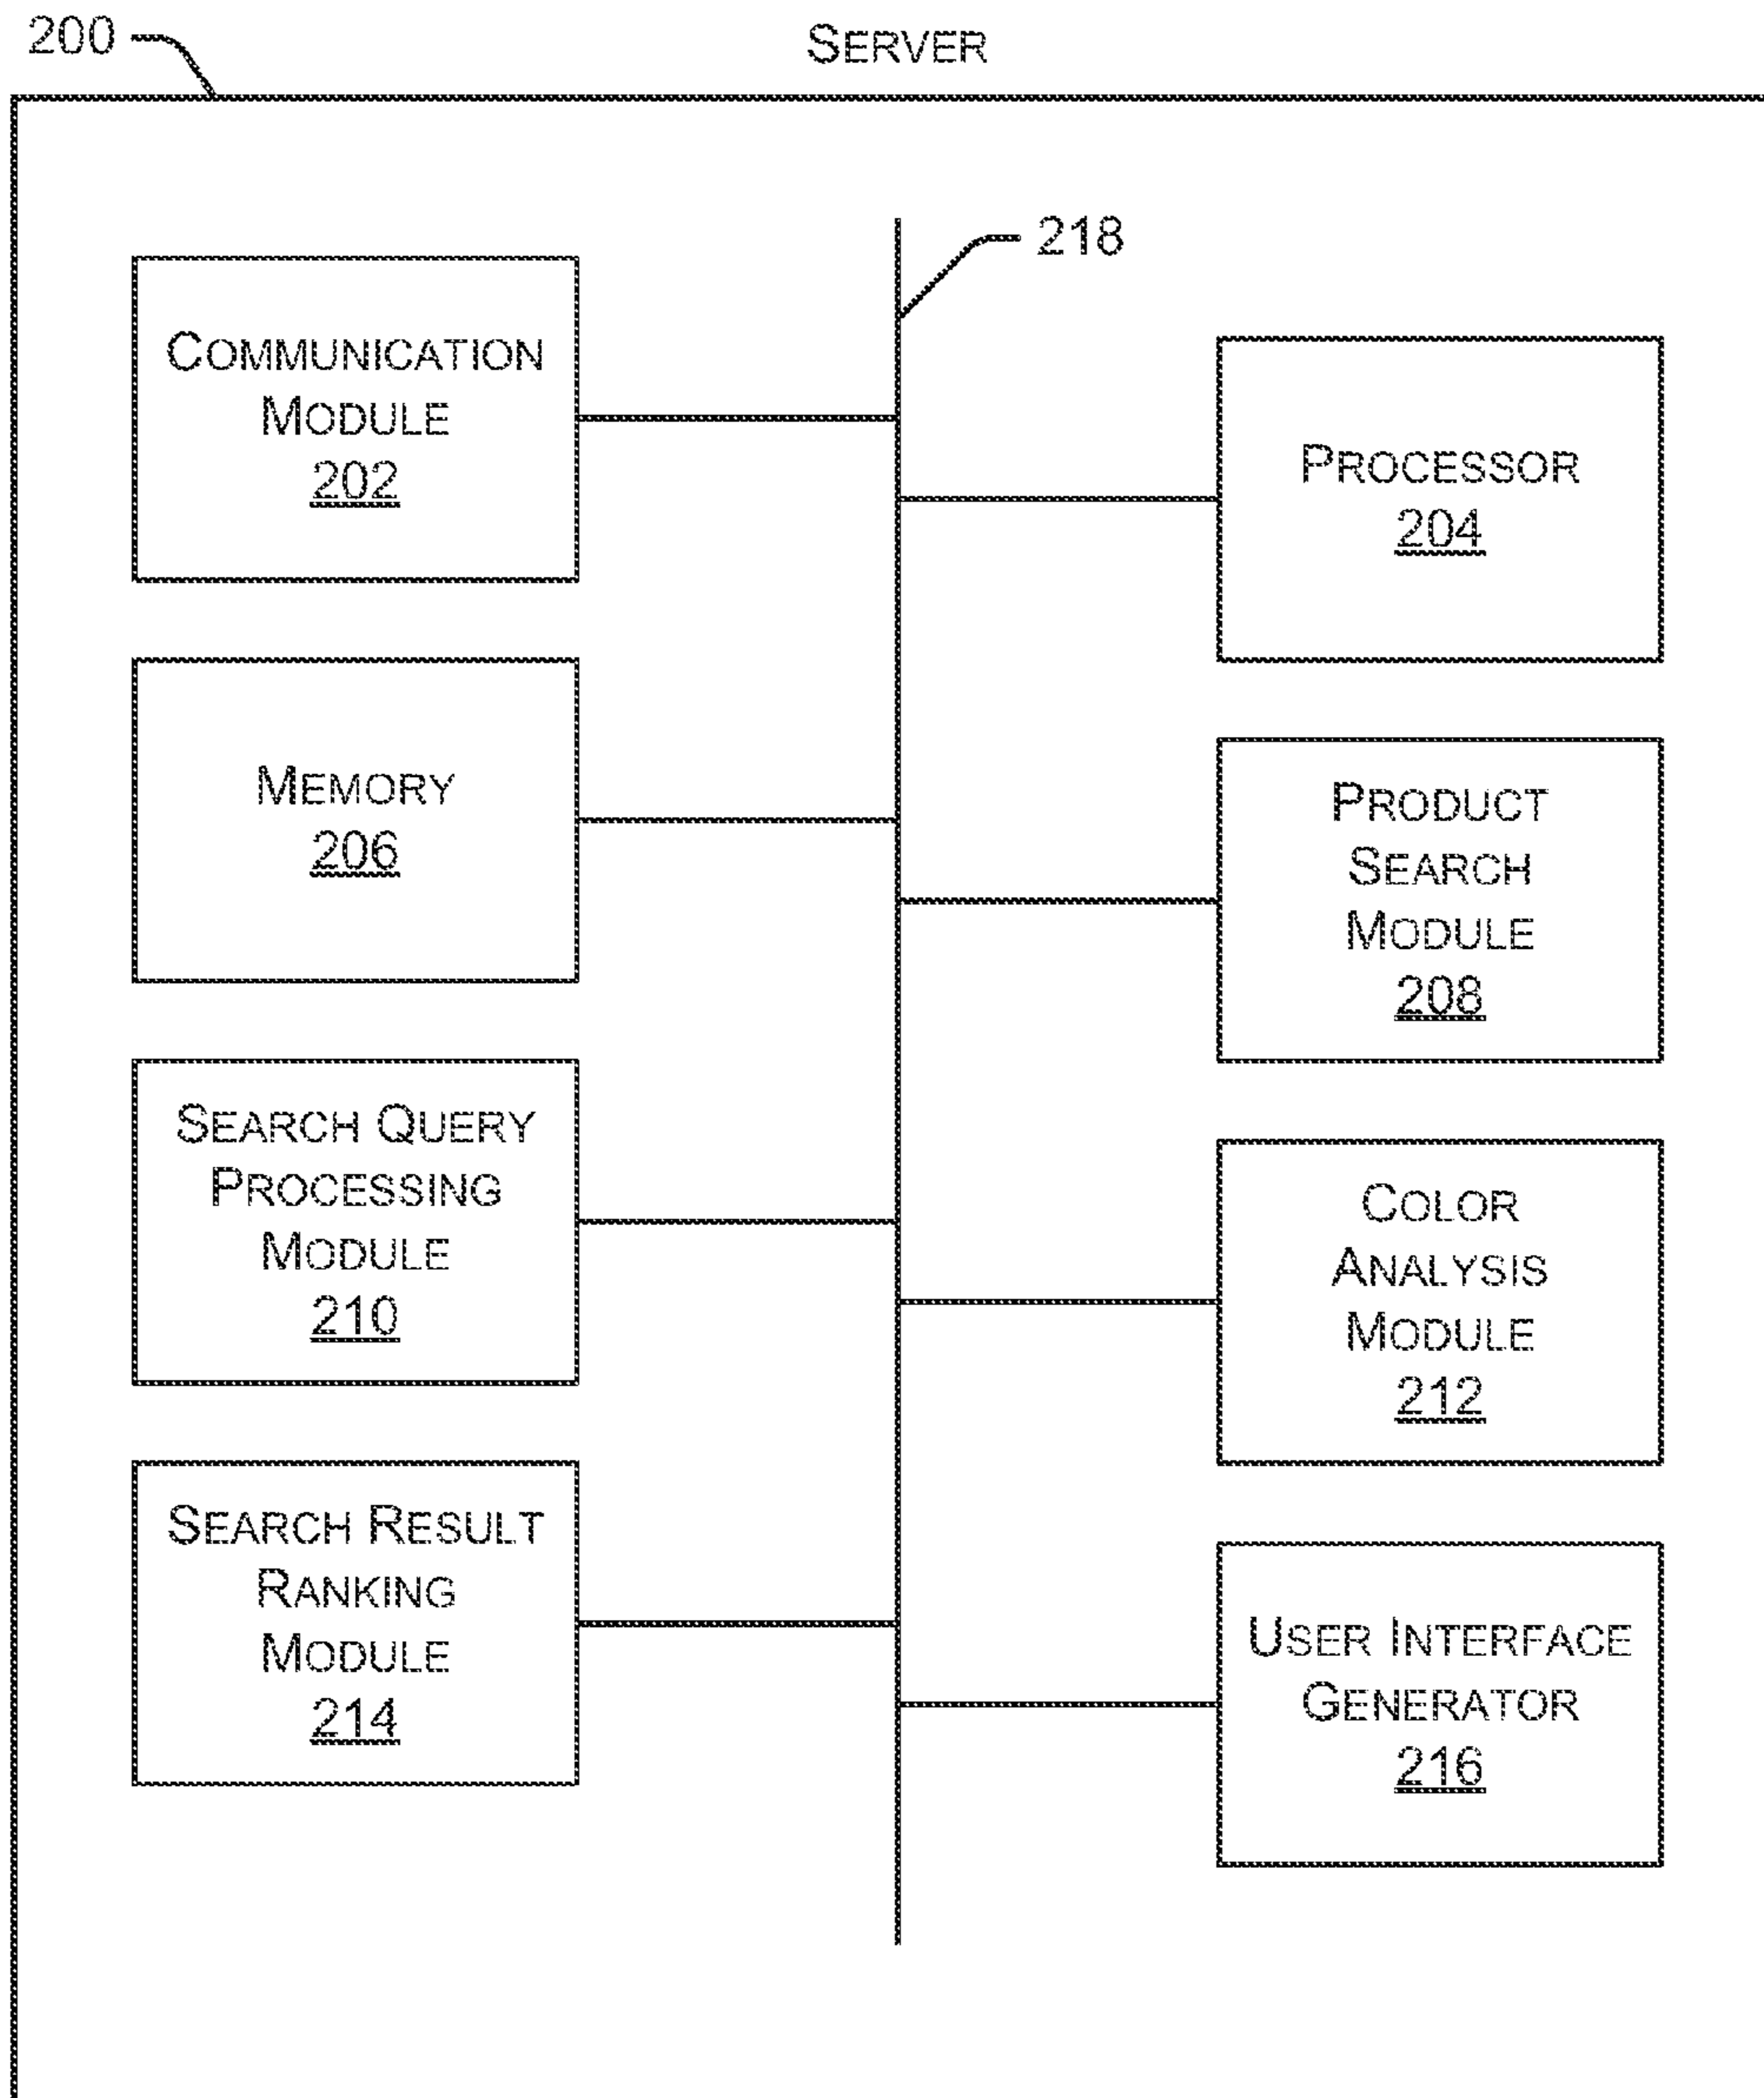 200
SERVER
218
COMMUNICATION
MODULE
202
PROCESSOR
204
MEMORY
206
PRODUCT
SEARCH
MODULE
208
SEARCH QUERY
PROCESSING
MODULE
210
COLOR
ANALYSIS
MODULE
212
SEARCH RESULT
RANKING
MODULE
214
USER INTERFACE
GENERATOR
216